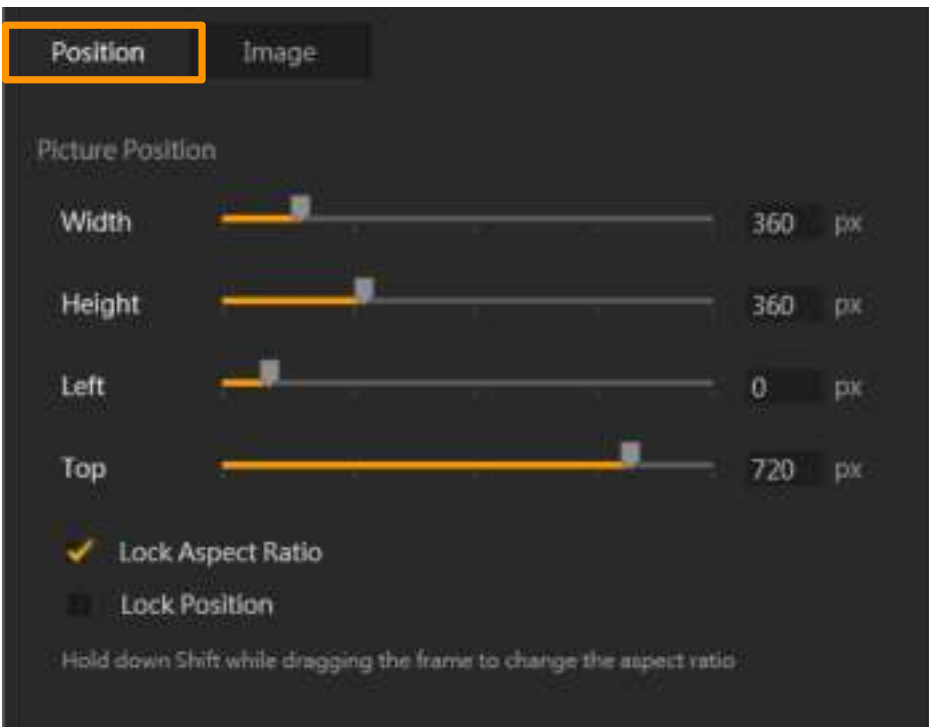 Position Image
Picture Position
Width 360 px
Height 360 px
Left 0 px
Top 720 px
Lock Aspect Ratio
Lock Position
Hold down Shift while dragging the frame to change the aspect ratio